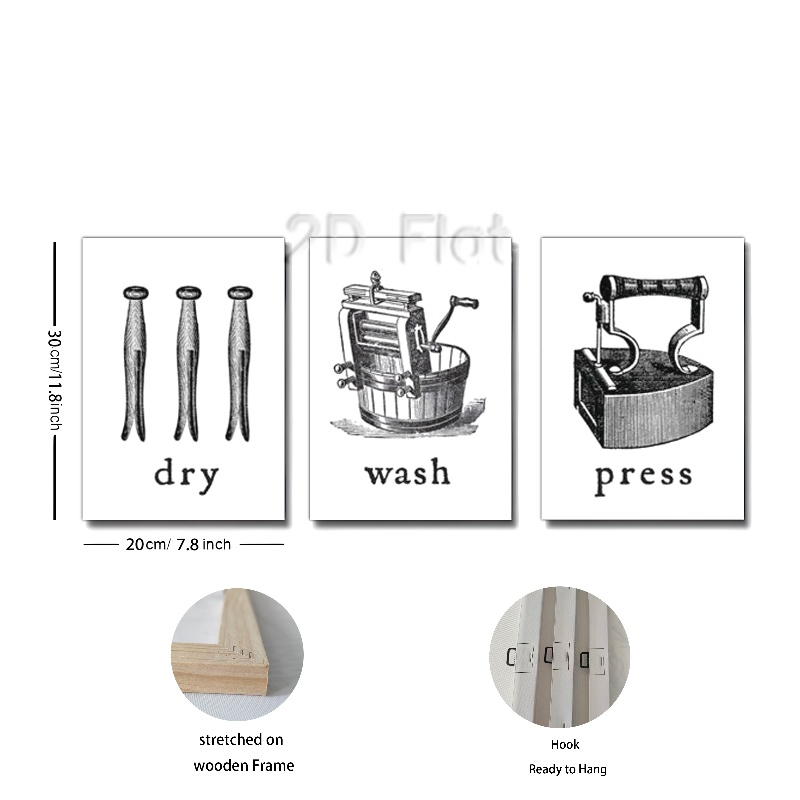 2D Flat
30cm/11.8inch
dry
wash
press
20cm/ 7.8 inch
stretched on
wooden Frame
Hook
Ready to Hang